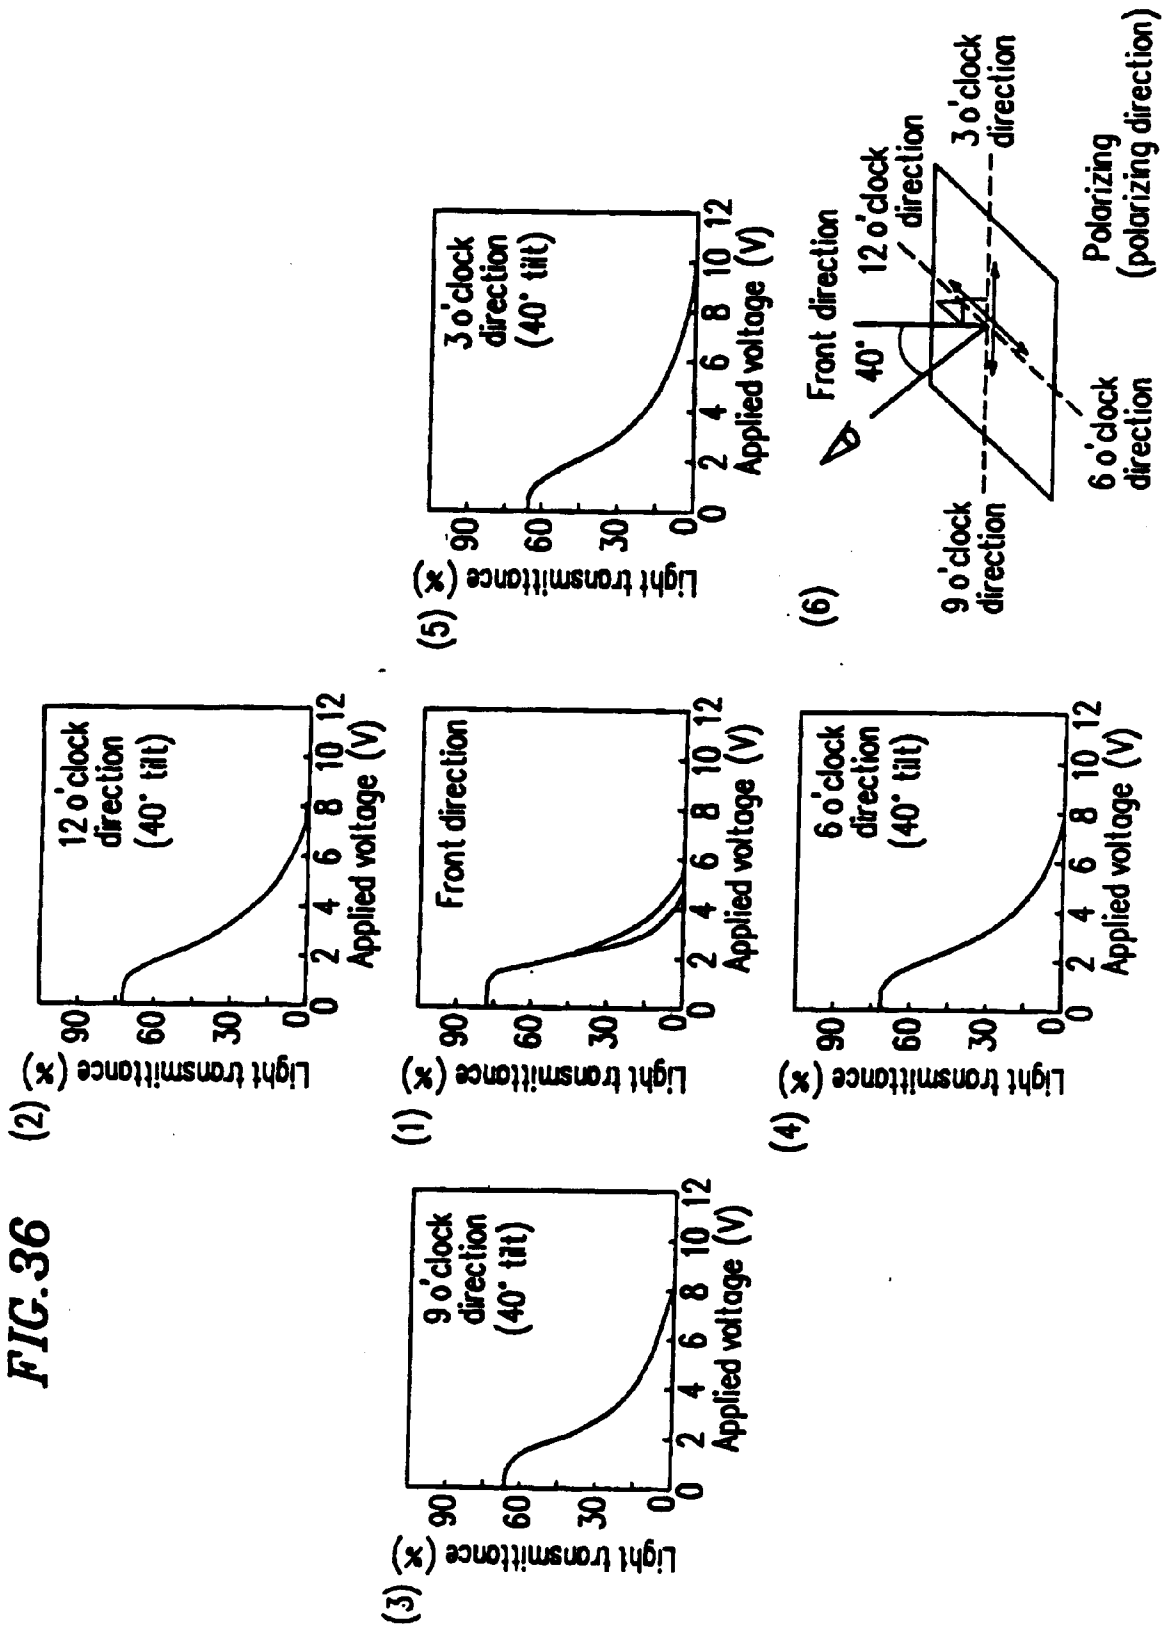 FIG.36
(2)
12 o'clock
direction
(40° tilt)
Light transmittance (%)
90
60
30
0
0 2 4 6 8 10 12
Applied voltage (V)
(3)
9 o'clock
direction
(40° tilt)
Light transmittance (%)
90
60
30
0
0 2 4 6 8 10 12
Applied voltage (V)
(1)
Front direction
Light transmittance (%)
90
60
30
0
0 2 4 6 8 10 12
Applied voltage (V)
(5)
3 o'clock
direction
(40° tilt)
Light transmittance (%)
90
60
30
0
0 2 4 6 8 10 12
Applied voltage (V)
(4)
6 o'clock
direction
(40° tilt)
Light transmittance (%)
90
60
30
0
0 2 4 6 8 10 12
Applied voltage (V)
(6)
Front direction
40°
12 o'clock
direction
9 o'clock
direction
3 o'clock
direction
6 o'clock
direction
Polarizing
(polarizing direction)